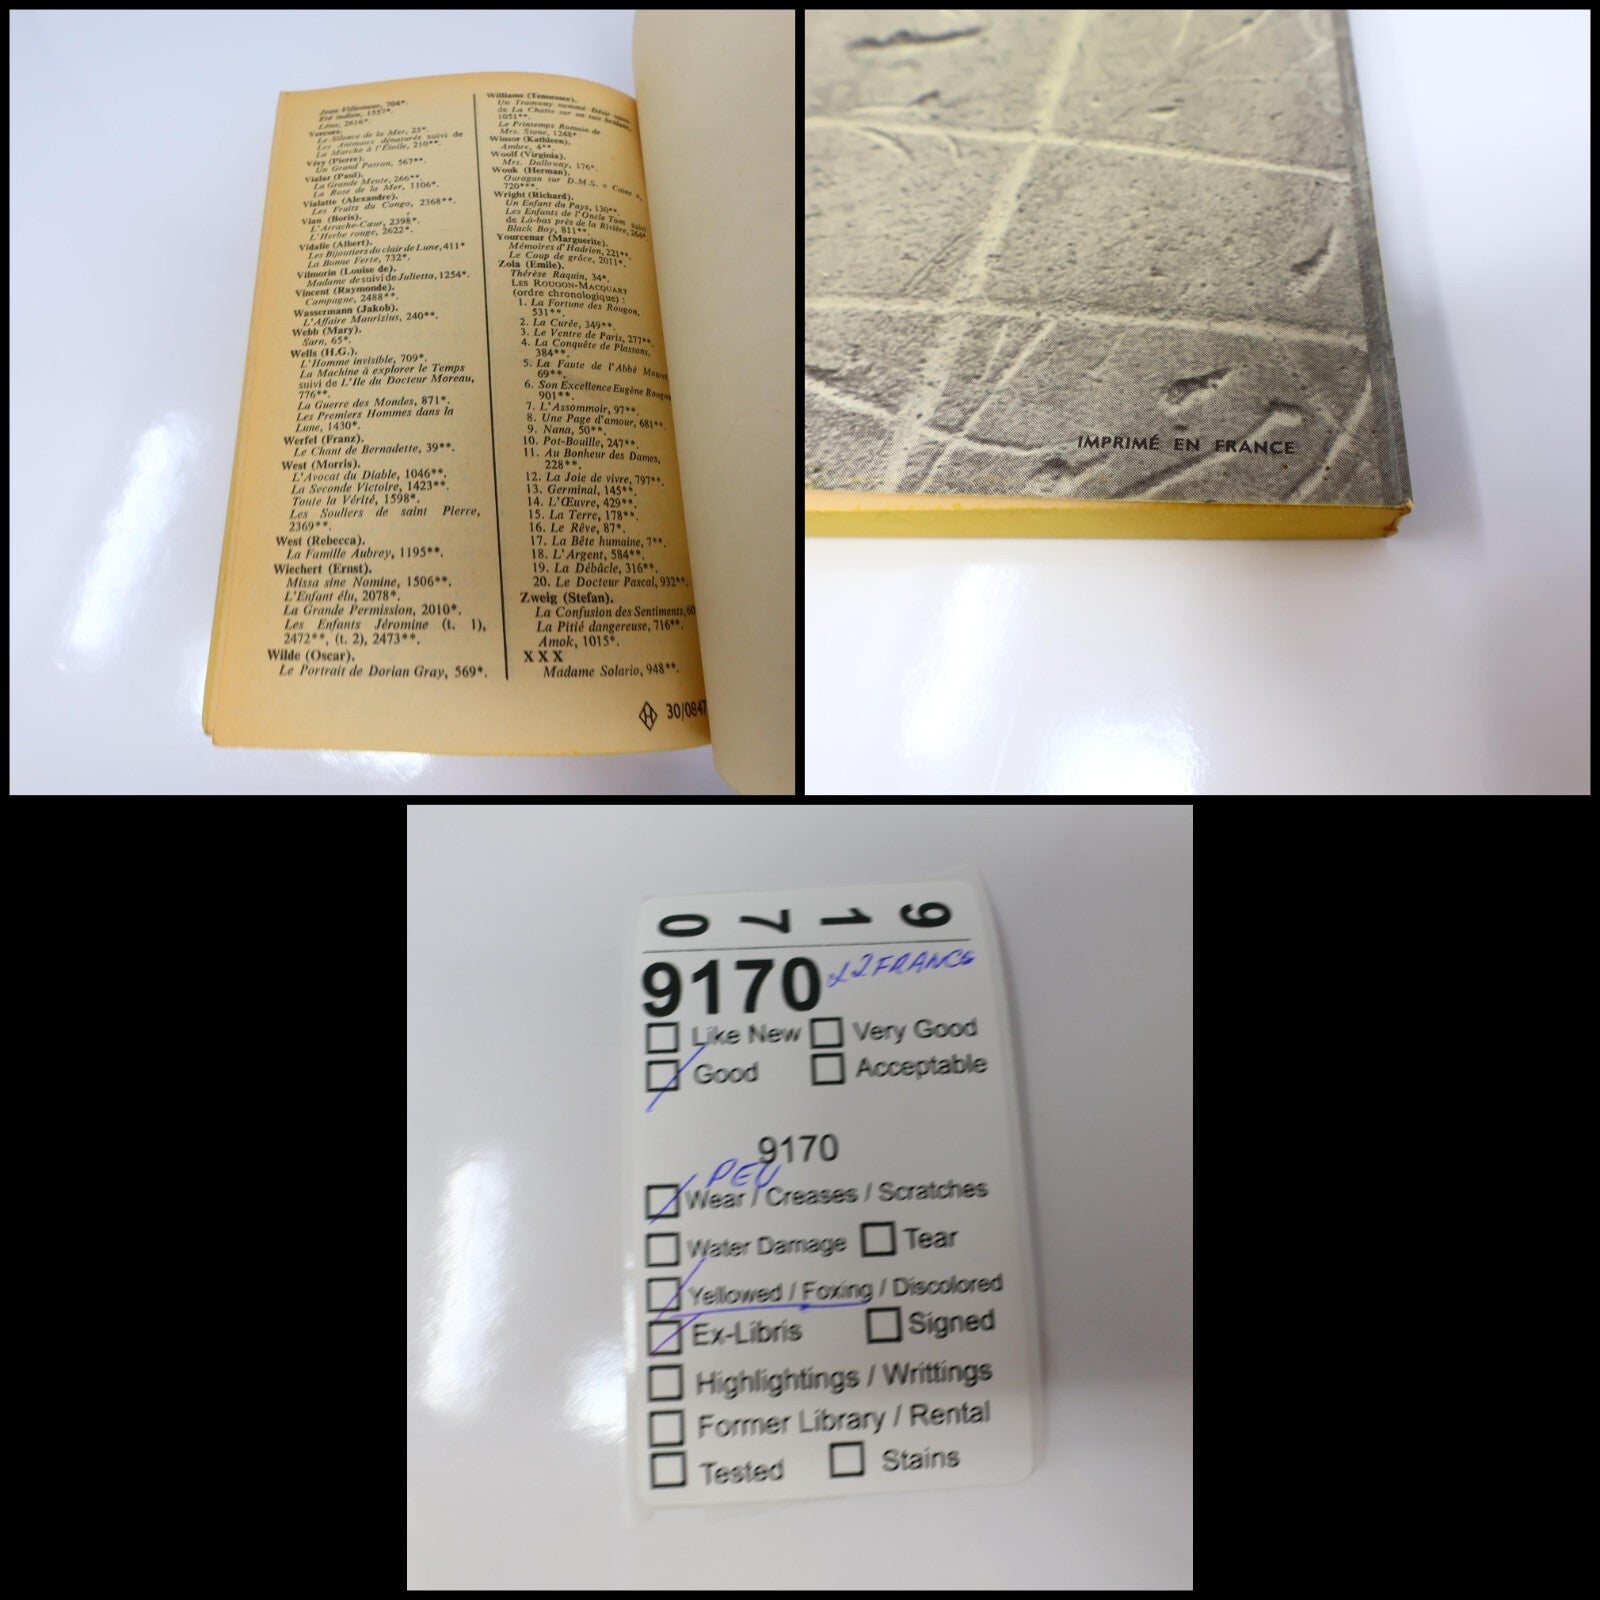 Jean Villemeur, 704*.
Été indien, 1557*.
Léna, 2616*.
Vercors.
Le Silence de la Mer, 25*.
Les Animaux dénaturés suivi de
La Marche à l'Étoile, 210**.
Véry (Pierre).
Un Grand Patron, 567**.
Vialar (Paul).
La Grande Meute, 266**.
La Rose de la Mer, 1106*.
Vialatte (Alexandre).
Les Fruits du Congo, 2368**.
Vian (Boris).
L'Arrache-Cœur, 2398*.
L'Herbe rouge, 2622*.
Vidalie (Albert).
Les Bijoutiers du clair de Lune, 411*
La Bonne Ferte, 732*.
Vilmorin (Louise de).
Madame de suivi de Julietta, 1254*.
Vincent (Raymonde).
Campagne, 2488**.
Wassermann (Jakob).
L'Affaire Maurizius, 240**.
Webb (Mary).
Sarn, 65*.
Wells (H.G.).
L'Homme invisible, 709*.
La Machine à explorer le Temps
suivi de L'Ile du Docteur Moreau,
776**.
La Guerre des Mondes, 871*.
Les Premiers Hommes dans la
Lune, 1430*.
Werfel (Franz).
Le Chant de Bernadette, 39**.
West (Morris).
L'Avocat du Diable, 1046**.
La Seconde Victoire, 1423**.
Toute la Vérité, 1598*.
Les Souliers de saint Pierre,
2369**.
West (Rebecca).
La Famille Aubrey, 1195**.
Wiechert (Ernst).
Missa sine Nomine, 1506**.
L'Enfant élu, 2078*.
La Grande Permission, 2010*.
Les Enfants Jéromine (t. 1),
2472**, (t. 2), 2473**.
Wilde (Oscar).
Le Portrait de Dorian Gray, 569*.
Williams (Tennessee).
Un Tramway nommé Désir suivi
de La Chatte sur un toit brûlant,
1051**.
Le Printemps Romain de
Mrs. Stone, 1248*.
Winsor (Kathleen).
Ambre, 4**.
Woolf (Virginia).
Mrs. Dalloway, 176*.
Wouk (Herman).
Ouragan sur D.M.S. « Caine »,
720***.
Wright (Richard).
Un Enfant du Pays, 130**.
Les Enfants de l'Oncle Tom suivi
de Là-bas près de la Rivière, 264*.
Black Boy, 811**.
Yourcenar (Marguerite).
Mémoires d'Hadrien, 221**.
Le Coup de grâce, 2011*.
Zola (Emile).
Thérèse Raquin, 34*.
LES ROUGON-MACQUART
(ordre chronologique) :
1. La Fortune des Rougon,
531**.
2. La Curée, 349**.
3. Le Ventre de Paris, 277**.
4. La Conquête de Plassans,
384**.
5. La Faute de l'Abbé Mouret
69**.
6. Son Excellence Eugène Rougon
901**.
7. L'Assommoir, 97**.
8. Une Page d'amour, 681**.
9. Nana, 50**.
10. Pot-Bouille, 247**.
11. Au Bonheur des Dames,
228**.
12. La Joie de vivre, 797**.
13. Germinal, 145**.
14. L'Œuvre, 429**.
15. La Terre, 178**.
16. Le Rêve, 87*.
17. La Bête humaine, 7**.
18. L'Argent, 584**.
19. La Débâcle, 316**.
20. Le Docteur Pascal, 932**.
Zweig (Stefan).
La Confusion des Sentiments, 60
La Pitié dangereuse, 716**.
Amok, 1015*.
X X X
Madame Solario, 948**.
H 30/0847
IMPRIMÉ EN FRANCE
9170
9170 FRANCE
Like New Very Good
Good Acceptable
9170
PEU
Wear / Creases / Scratches
Water Damage Tear
Yellowed / Foxing / Discolored
Ex-Libris Signed
Highlightings / Writtings
Former Library / Rental
Tested Stains